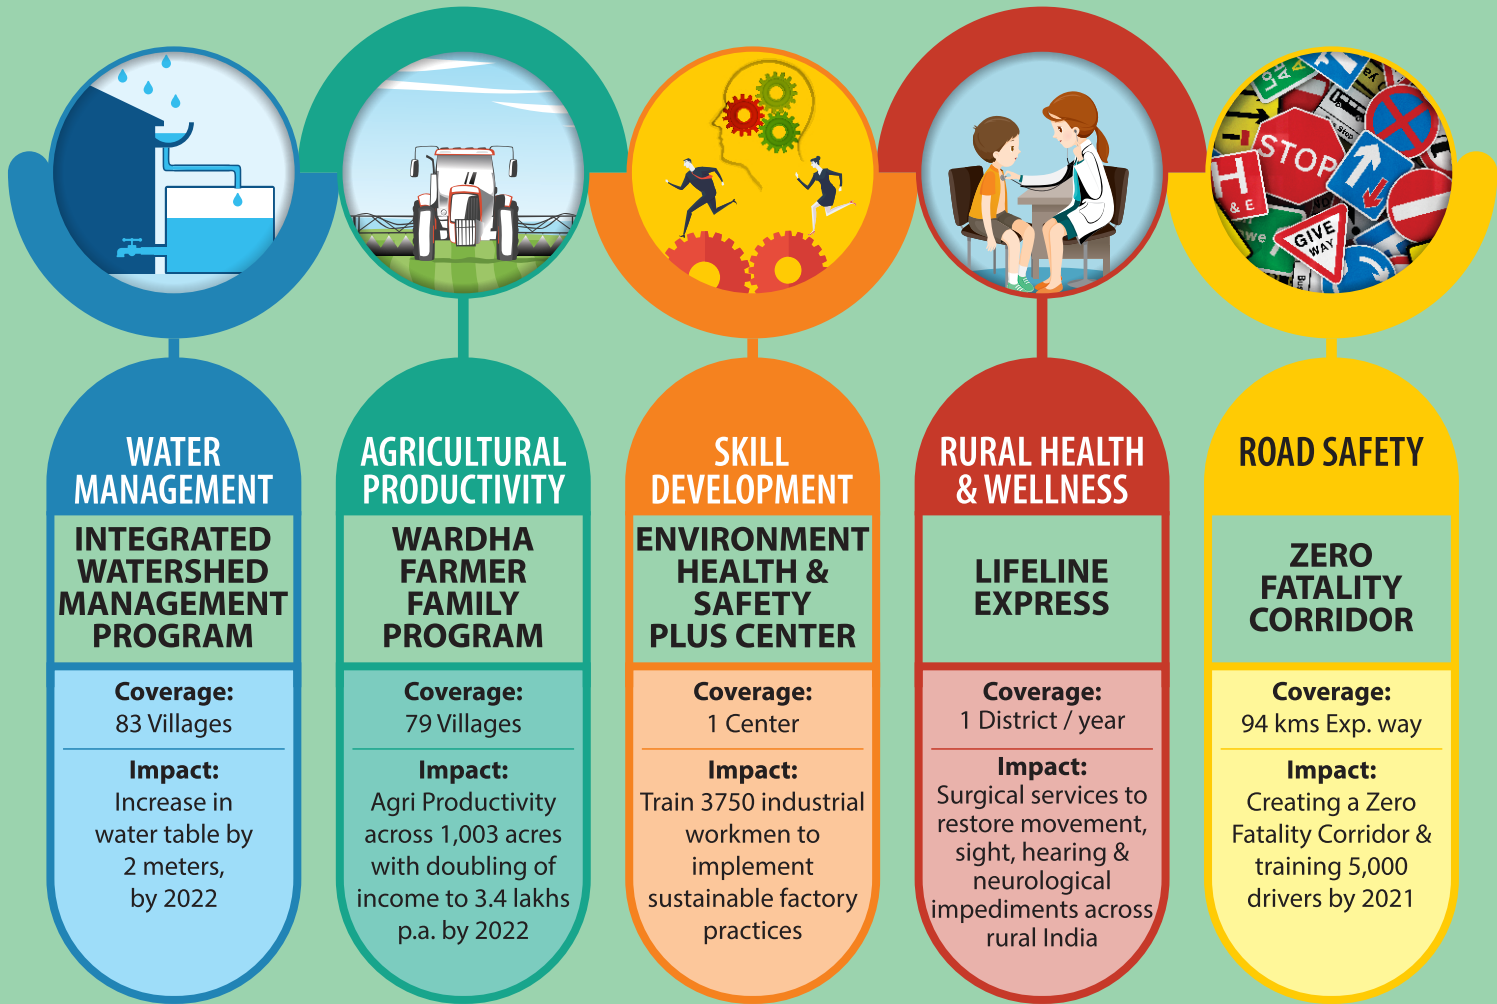 STOP
H
& E
GIVE
WAY
WATER
MANAGEMENT
INTEGRATED
WATERSHED
MANAGEMENT
PROGRAM
Coverage:
83 Villages
Impact:
Increase in
water table by
2 meters,
by 2022
AGRICULTURAL
PRODUCTIVITY
WARDHA
FARMER
FAMILY
PROGRAM
Coverage:
79 Villages
Impact:
Agri Productivity
across 1,003 acres
with doubling of
income to 3.4 lakhs
p.a. by 2022
SKILL
DEVELOPMENT
ENVIRONMENT
HEALTH &
SAFETY
PLUS CENTER
Coverage:
1 Center
Impact:
Train 3750 industrial
workmen to
implement
sustainable factory
practices
RURAL HEALTH
& WELLNESS
LIFELINE
EXPRESS
Coverage:
1 District / year
Impact:
Surgical services to
restore movement,
sight, hearing &
neurological
impediments across
rural India
ROAD SAFETY
ZERO
FATALITY
CORRIDOR
Coverage:
94 kms Exp. way
Impact:
Creating a Zero
Fatality Corridor &
training 5,000
drivers by 2021